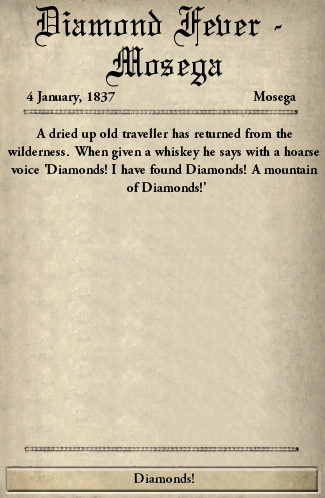 Diamond Fever -
Mosega
4 January, 1837 Mosega
A dried up old traveller has returned from the
wilderness. When given a whiskey he says with a hoarse
voice 'Diamonds! I have found Diamonds! A mountain
of Diamonds!'
Diamonds!